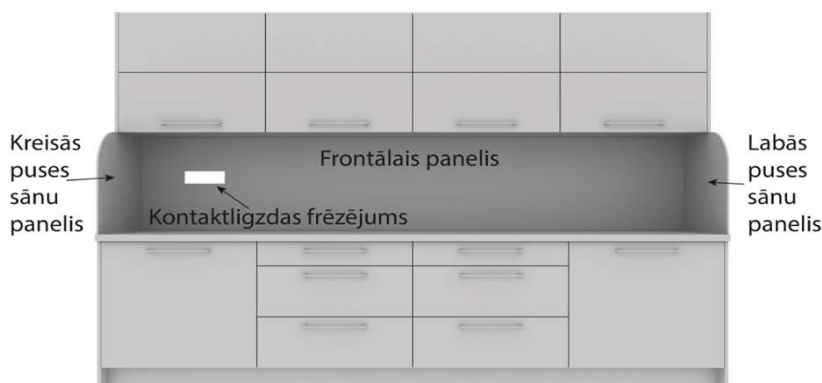 Kreisās
puses
sānu
panelis
Frontālais panelis
Kontaktligzdas frēzējums
Labās
puses
sānu
panelis